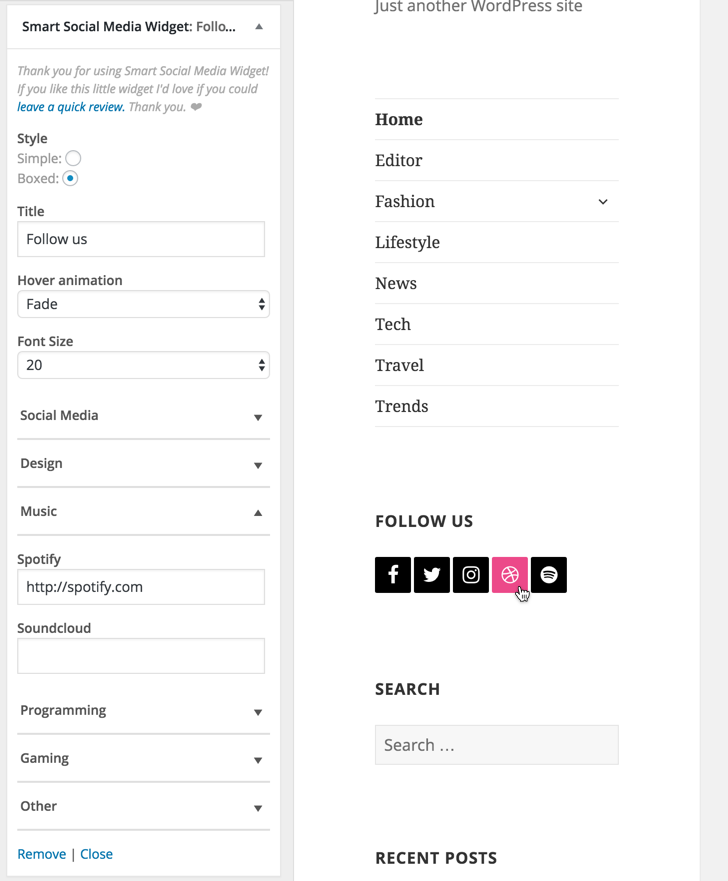 Smart Social Media Widget: Follo...
Thank you for using Smart Social Media Widget!
If you like this little widget I'd love if you could
leave a quick review. Thank you. ❤
Style
Simple:
Boxed:
Title
Follow us
Hover animation
Fade
Font Size
20
Social Media
Design
Music
Spotify
http://spotify.com
Soundcloud
Programming
Gaming
Other
Remove | Close
Just another WordPress site
Home
Editor
Fashion
Lifestyle
News
Tech
Travel
Trends
FOLLOW US
SEARCH
Search …
RECENT POSTS